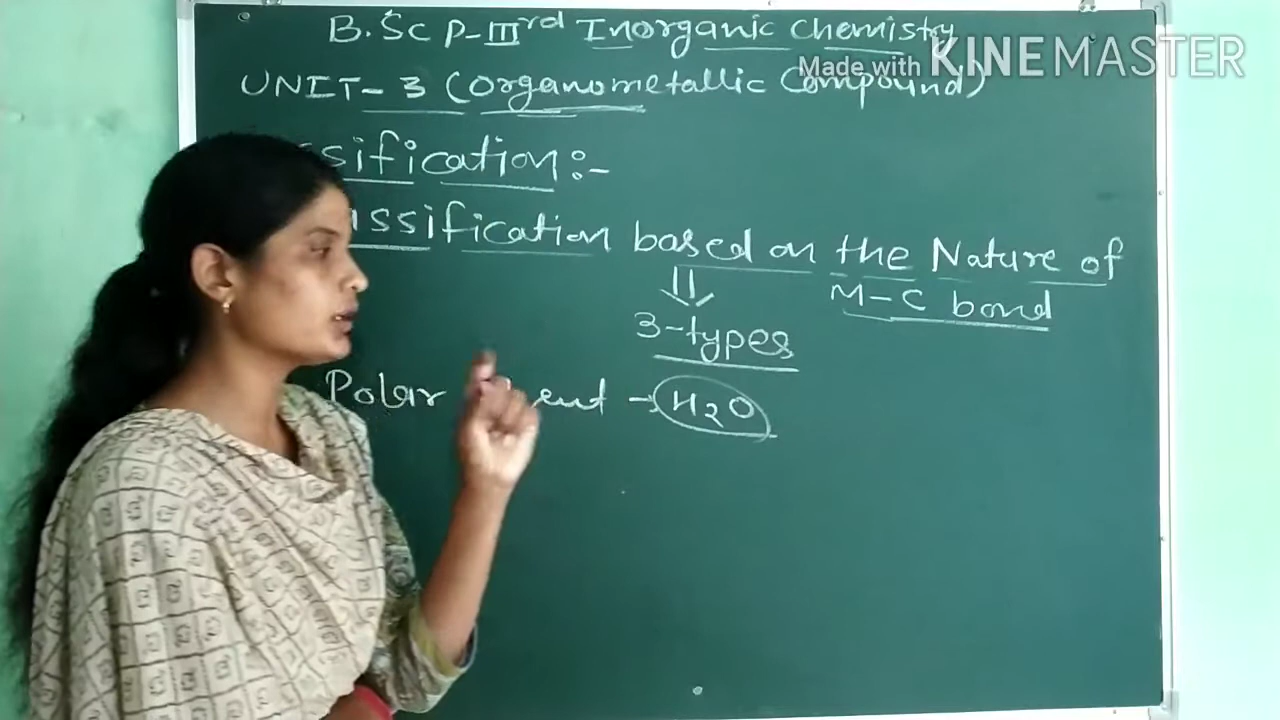 B.Sc P-IIIrd Inorganic Chemistry
Made with KINEMASTER
UNIT-3 (Organometallic Compound)
ssification:-
assification based on the Nature of
M-C bond
3-types
Polar ent → H2O